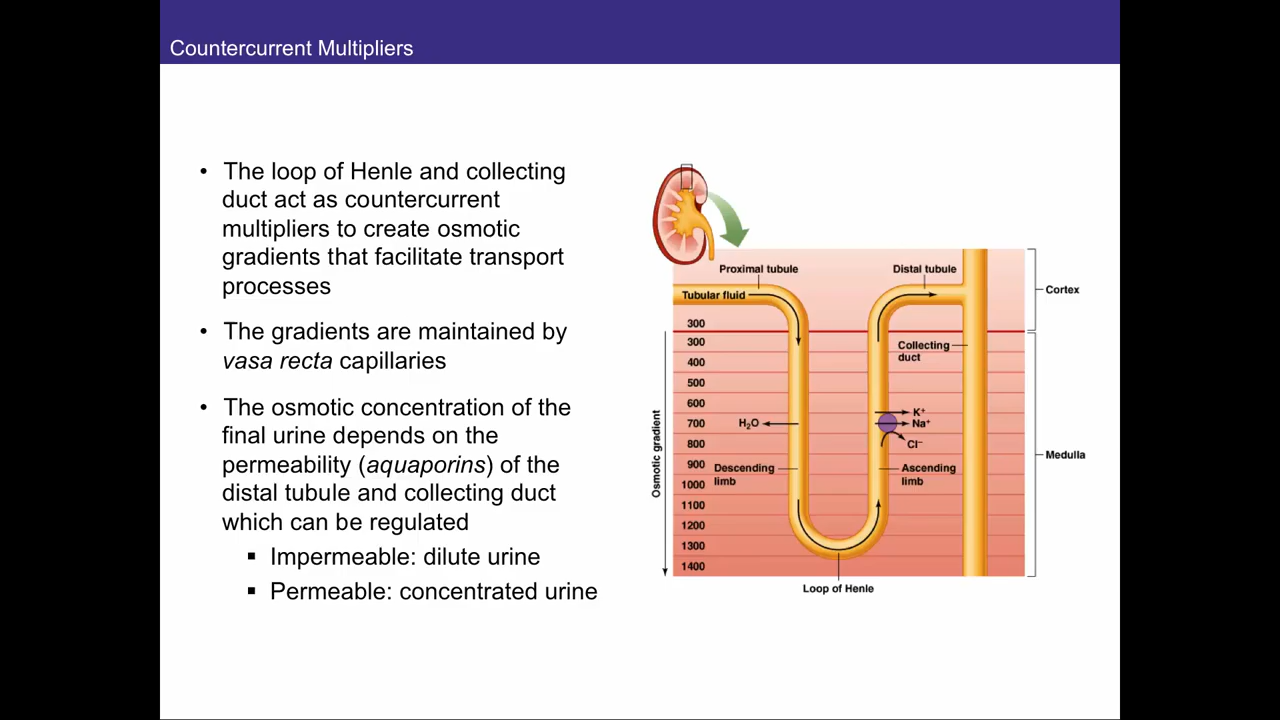 Countercurrent Multipliers
• The loop of Henle and collecting
duct act as countercurrent
multipliers to create osmotic
gradients that facilitate transport
processes
• The gradients are maintained by
vasa recta capillaries
• The osmotic concentration of the
final urine depends on the
permeability (aquaporins) of the
distal tubule and collecting duct
which can be regulated
▪ Impermeable: dilute urine
▪ Permeable: concentrated urine
Proximal tubule
Distal tubule
Tubular fluid
Cortex
300
300
Collecting
duct
400
500
600
K⁺
700
H₂O
Na⁺
800
Cl⁻
Osmotic gradient
Medulla
900
Descending
limb
Ascending
limb
1000
1100
1200
1300
1400
Loop of Henle